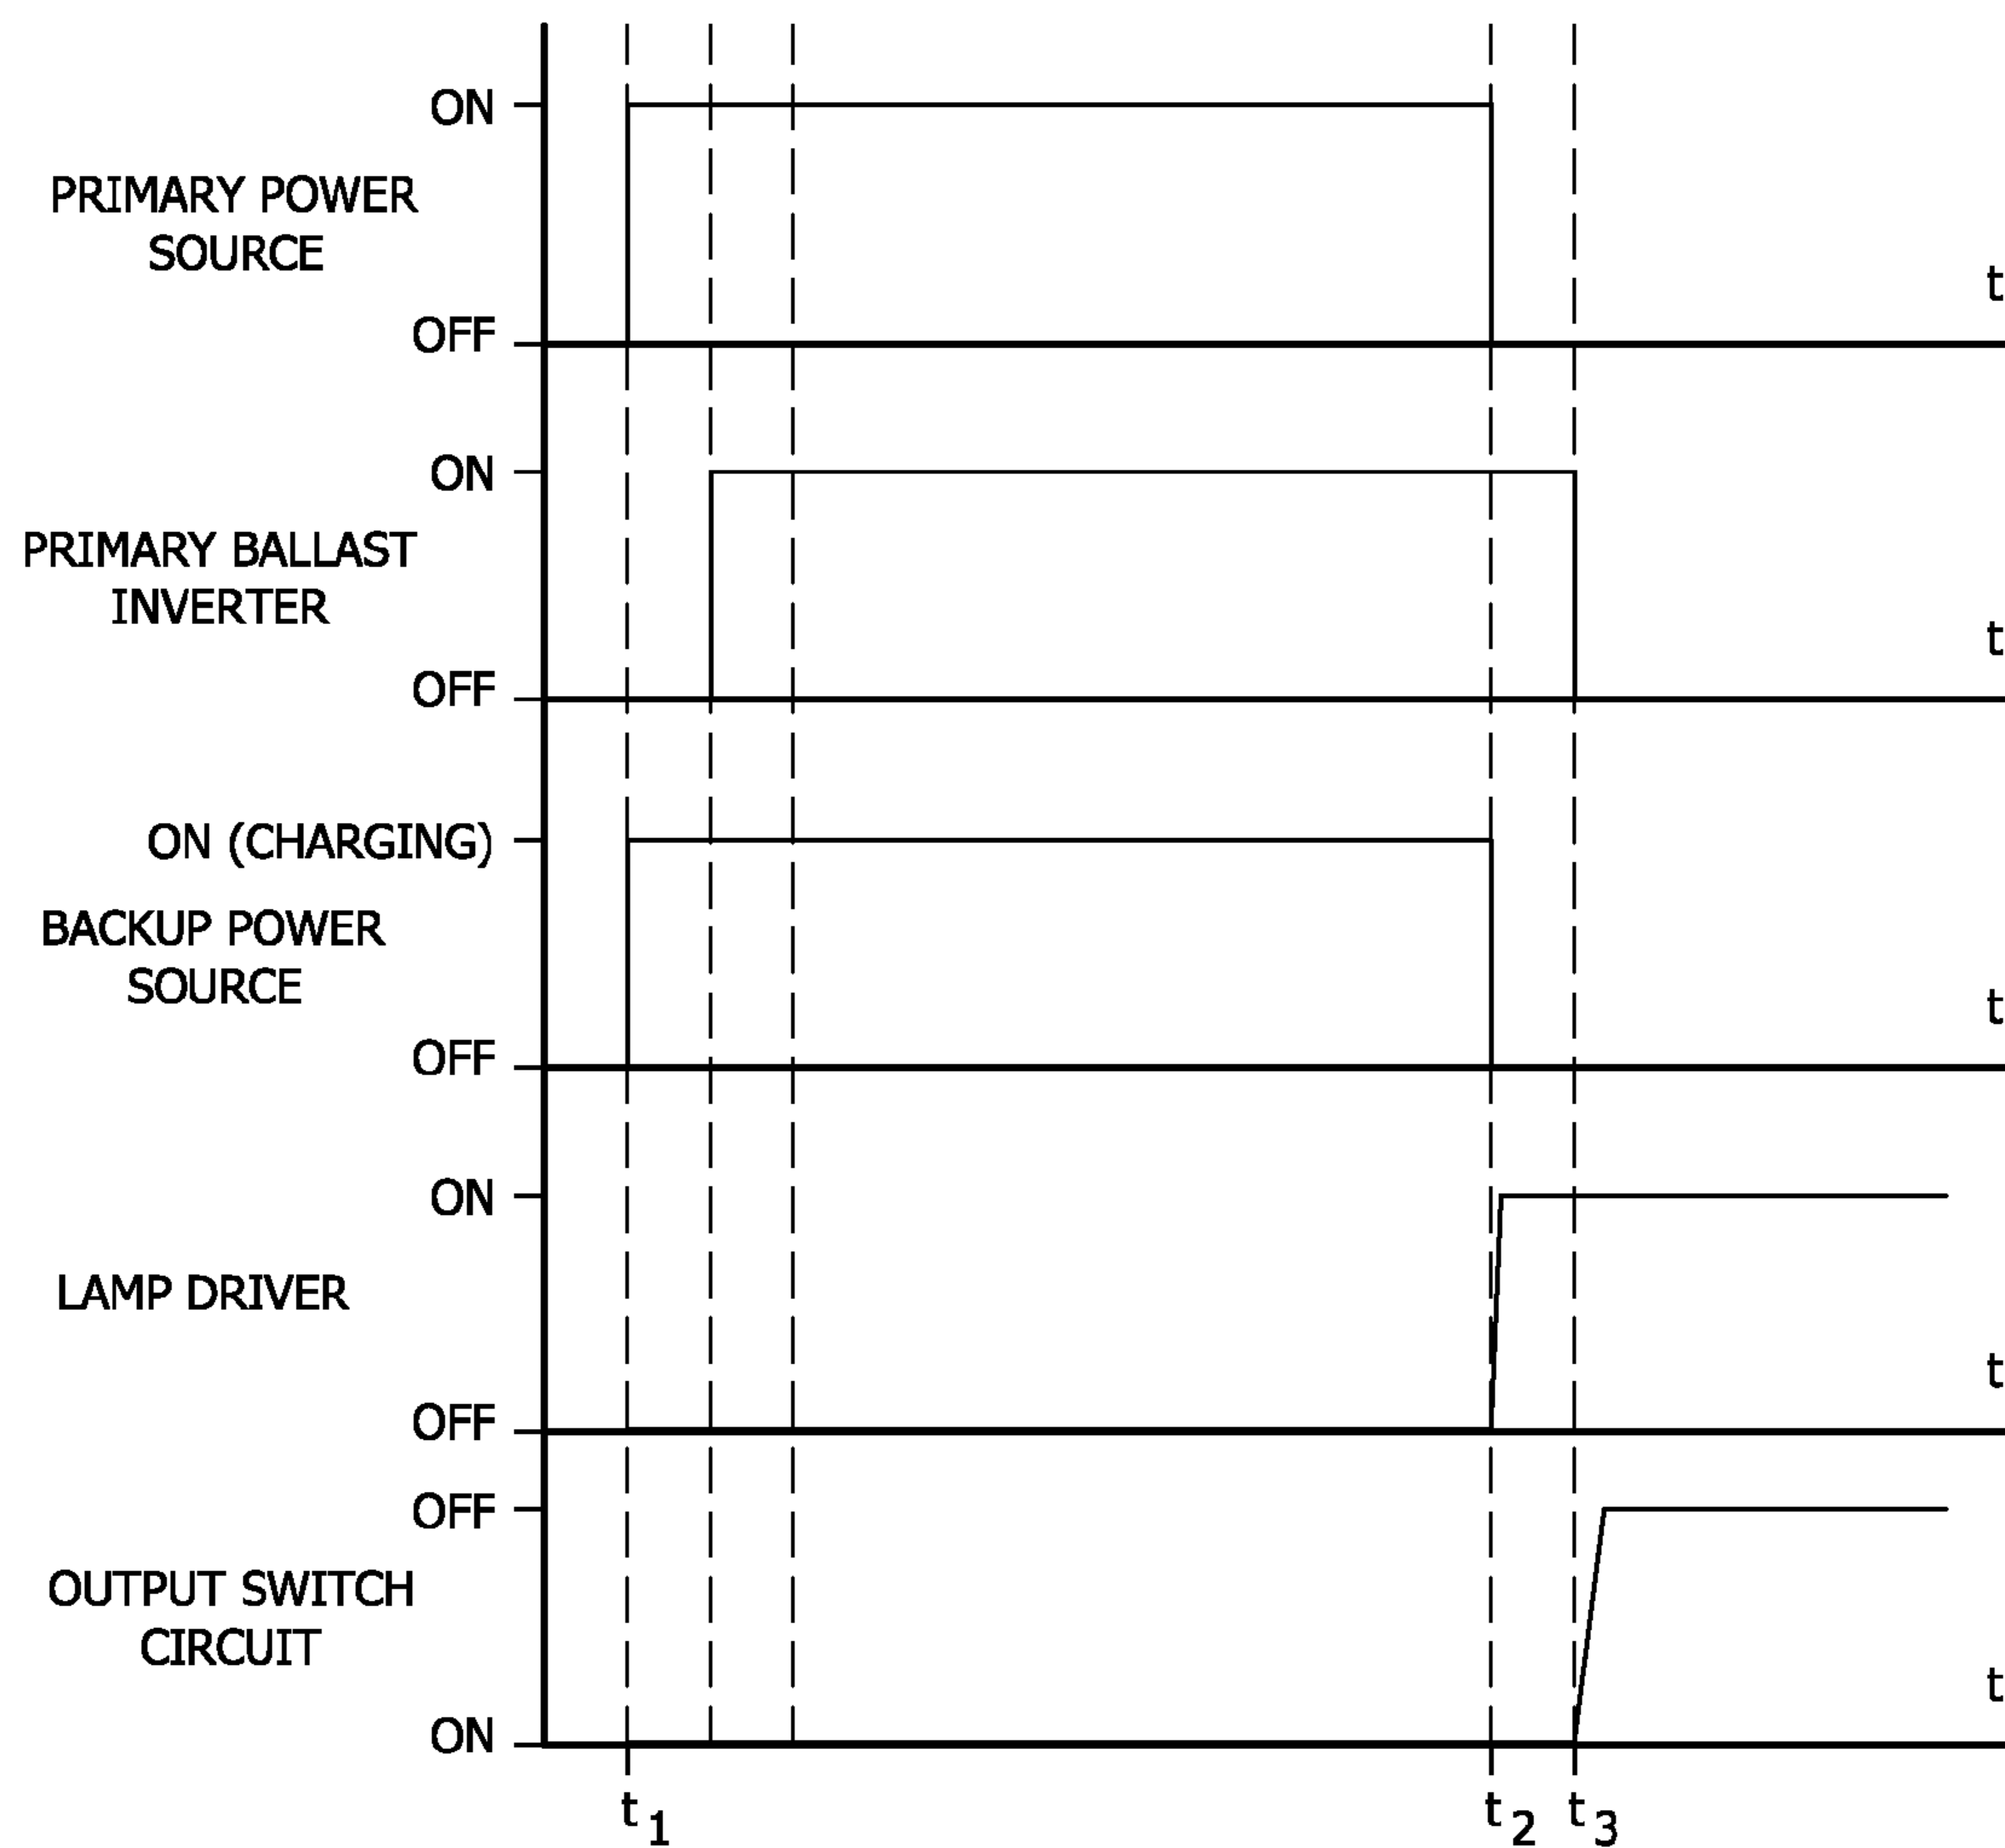 ON
PRIMARY POWER
SOURCE
t
OFF
ON
PRIMARY BALLAST
INVERTER
t
OFF
ON (CHARGING)
BACKUP POWER
SOURCE
t
OFF
ON
LAMP DRIVER
t
OFF
OFF
OUTPUT SWITCH
CIRCUIT
t
ON
t1 t2 t3